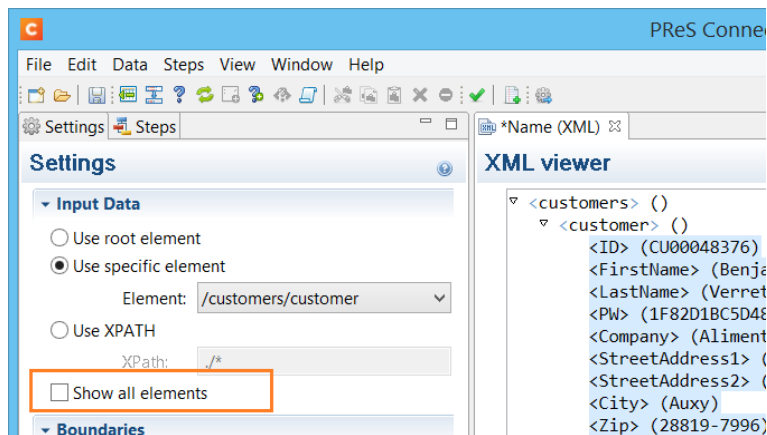 PReS Conne
File Edit Data Steps View Window Help
Settings Steps
*Name (XML)
Settings
XML viewer
Input Data
Use root element
Use specific element
Element: /customers/customer
Use XPATH
XPath: ./*
Show all elements
Boundaries
<customers> ()
<customer> ()
<ID> (CU00048376)
<FirstName> (Benja
<LastName> (Verret
<PW> (1F82D1BC5D48
<Company> (Aliment
<StreetAddress1> (
<StreetAddress2> (
<City> (Auxy)
<Zip> (28819-7996)